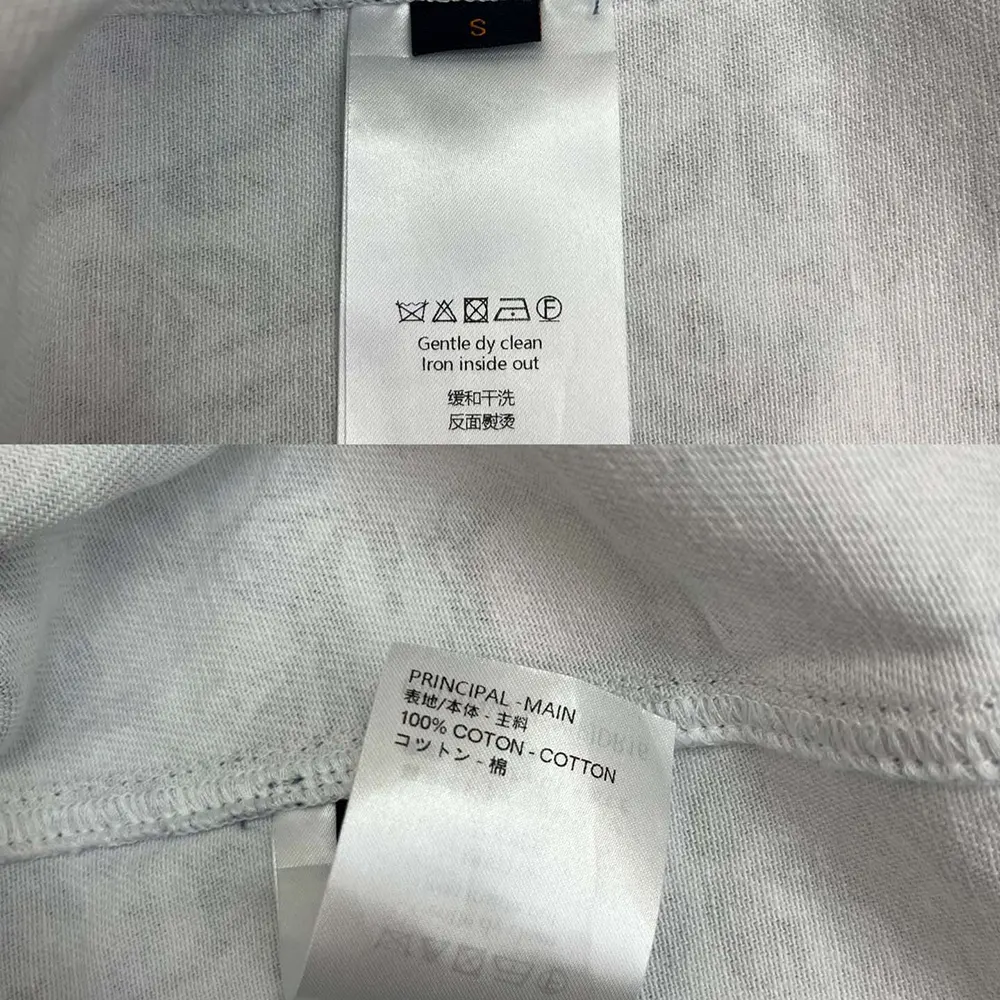 S
F
Gentle dy clean
Iron inside out
缓和干洗
反面熨烫
PRINCIPAL - MAIN
表地/本体 - 主料
100% COTON - COTTON
コットン - 棉